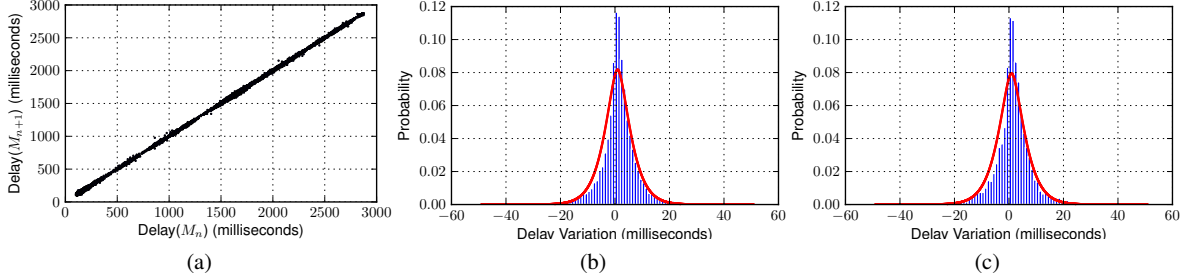 3000
2500
2000
1500
1000
500
0
Delay(M_{n+1}) (milliseconds)
0 500 1000 1500 2000 2500 3000
Delay(M_n) (milliseconds)
(a)
0.12
0.10
0.08
0.06
0.04
0.02
0.00
Probability
−60 −40 −20 0 20 40 60
Delay Variation (milliseconds)
(b)
0.12
0.10
0.08
0.06
0.04
0.02
0.00
Probability
−60 −40 −20 0 20 40 60
Delay Variation (milliseconds)
(c)